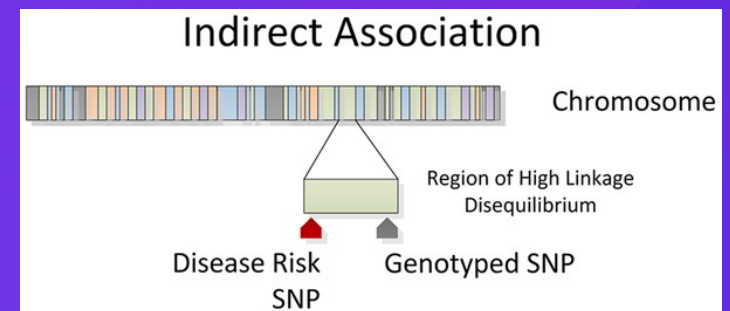 Indirect Association
Chromosome
Region of High Linkage
Disequilibrium
Disease Risk
SNP
Genotyped SNP